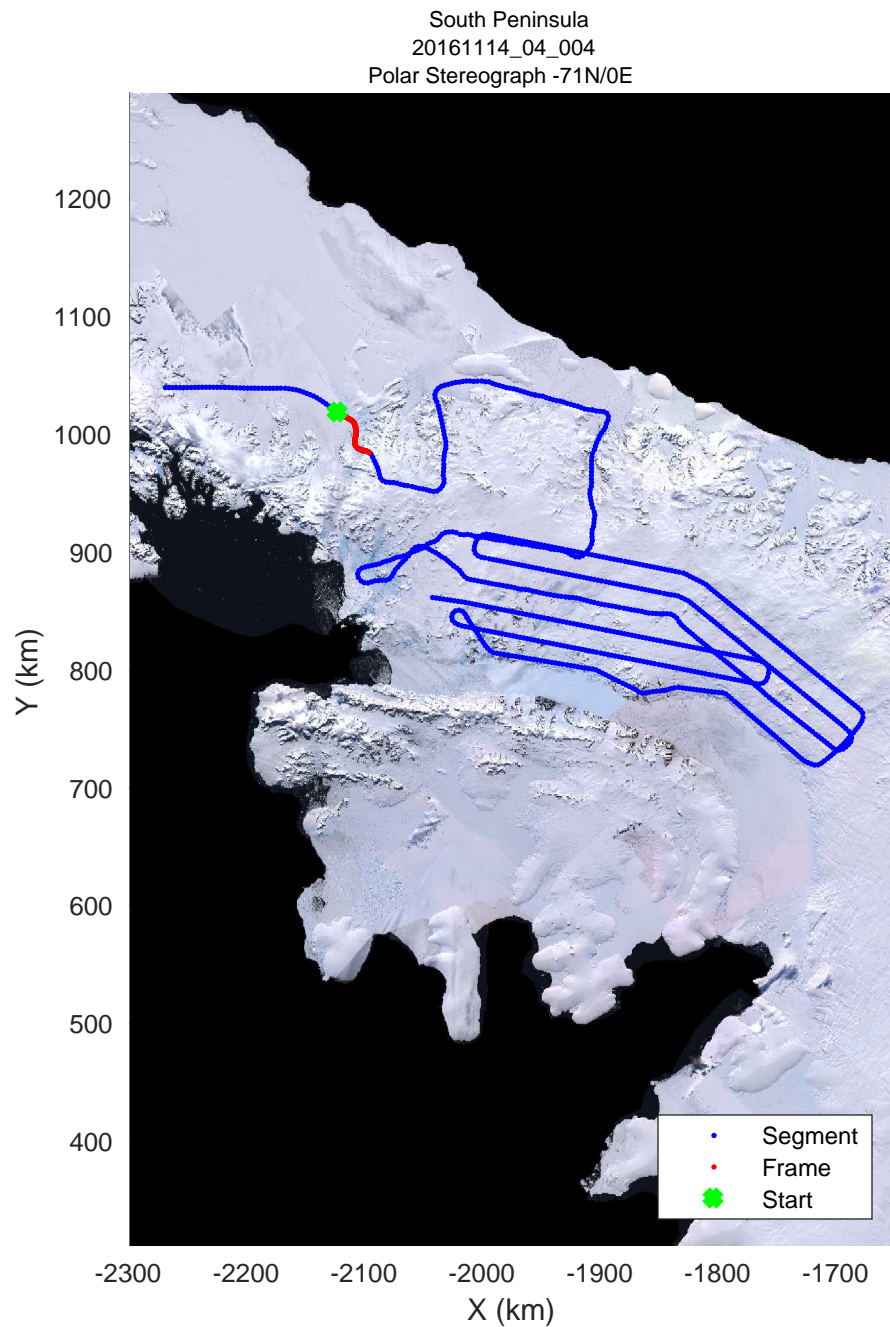 South Peninsula
20161114_04_004
Polar Stereograph -71N/0E
1200
1100
1000
900
800
700
600
500
400
Y (km)
-2300 -2200 -2100 -2000 -1900 -1800 -1700
X (km)
Segment
Frame
Start